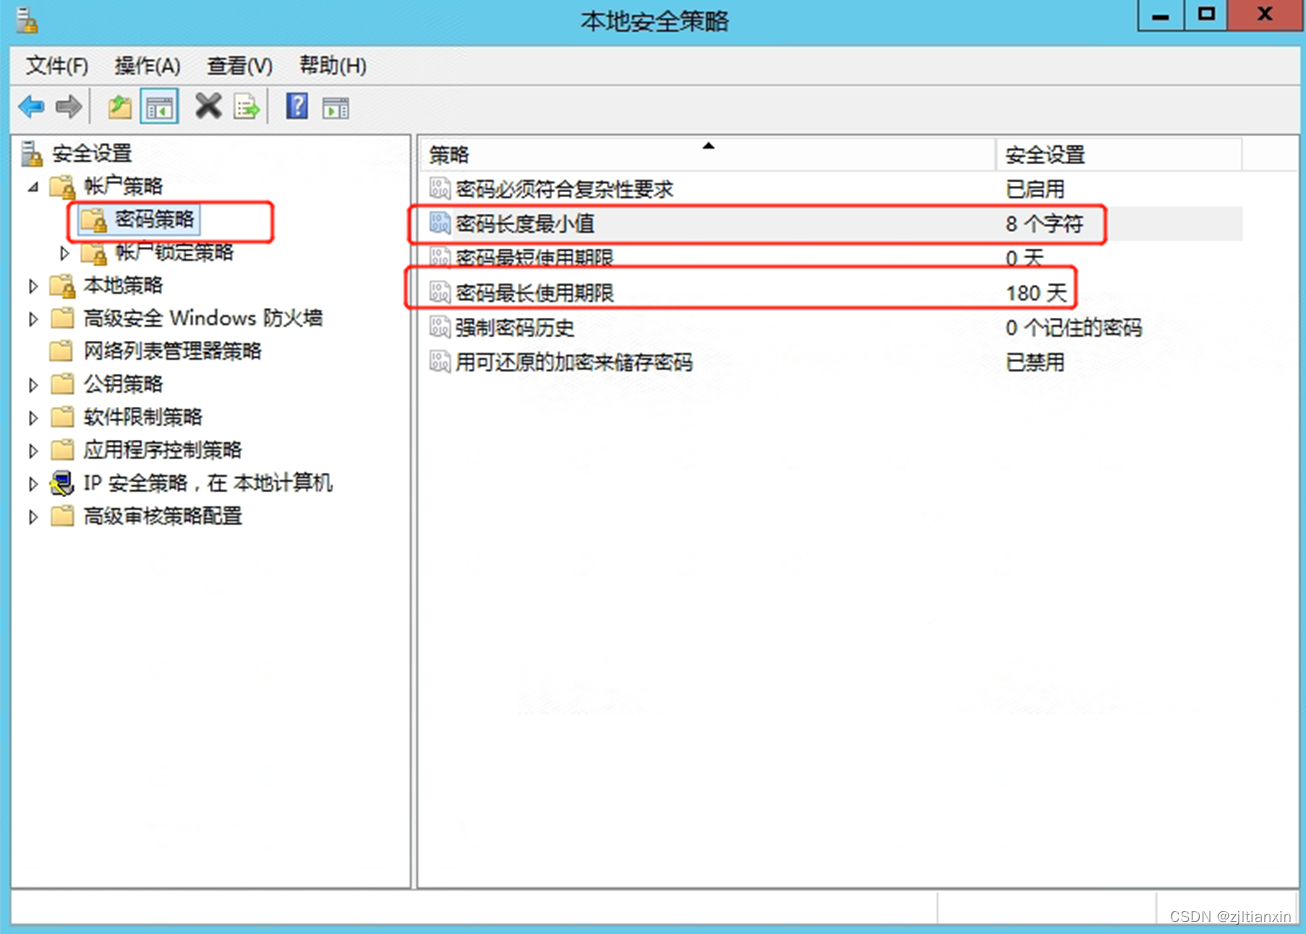 本地安全策略
文件(F) 操作(A) 查看(V) 帮助(H)
安全设置
帐户策略
密码策略
帐户锁定策略
本地策略
高级安全 Windows 防火墙
网络列表管理器策略
公钥策略
软件限制策略
应用程序控制策略
IP 安全策略，在 本地计算机
高级审核策略配置
策略 安全设置
密码必须符合复杂性要求 已启用
密码长度最小值 8 个字符
密码最短使用期限 0 天
密码最长使用期限 180 天
强制密码历史 0 个记住的密码
用可还原的加密来储存密码 已禁用
CSDN @zjltianxin